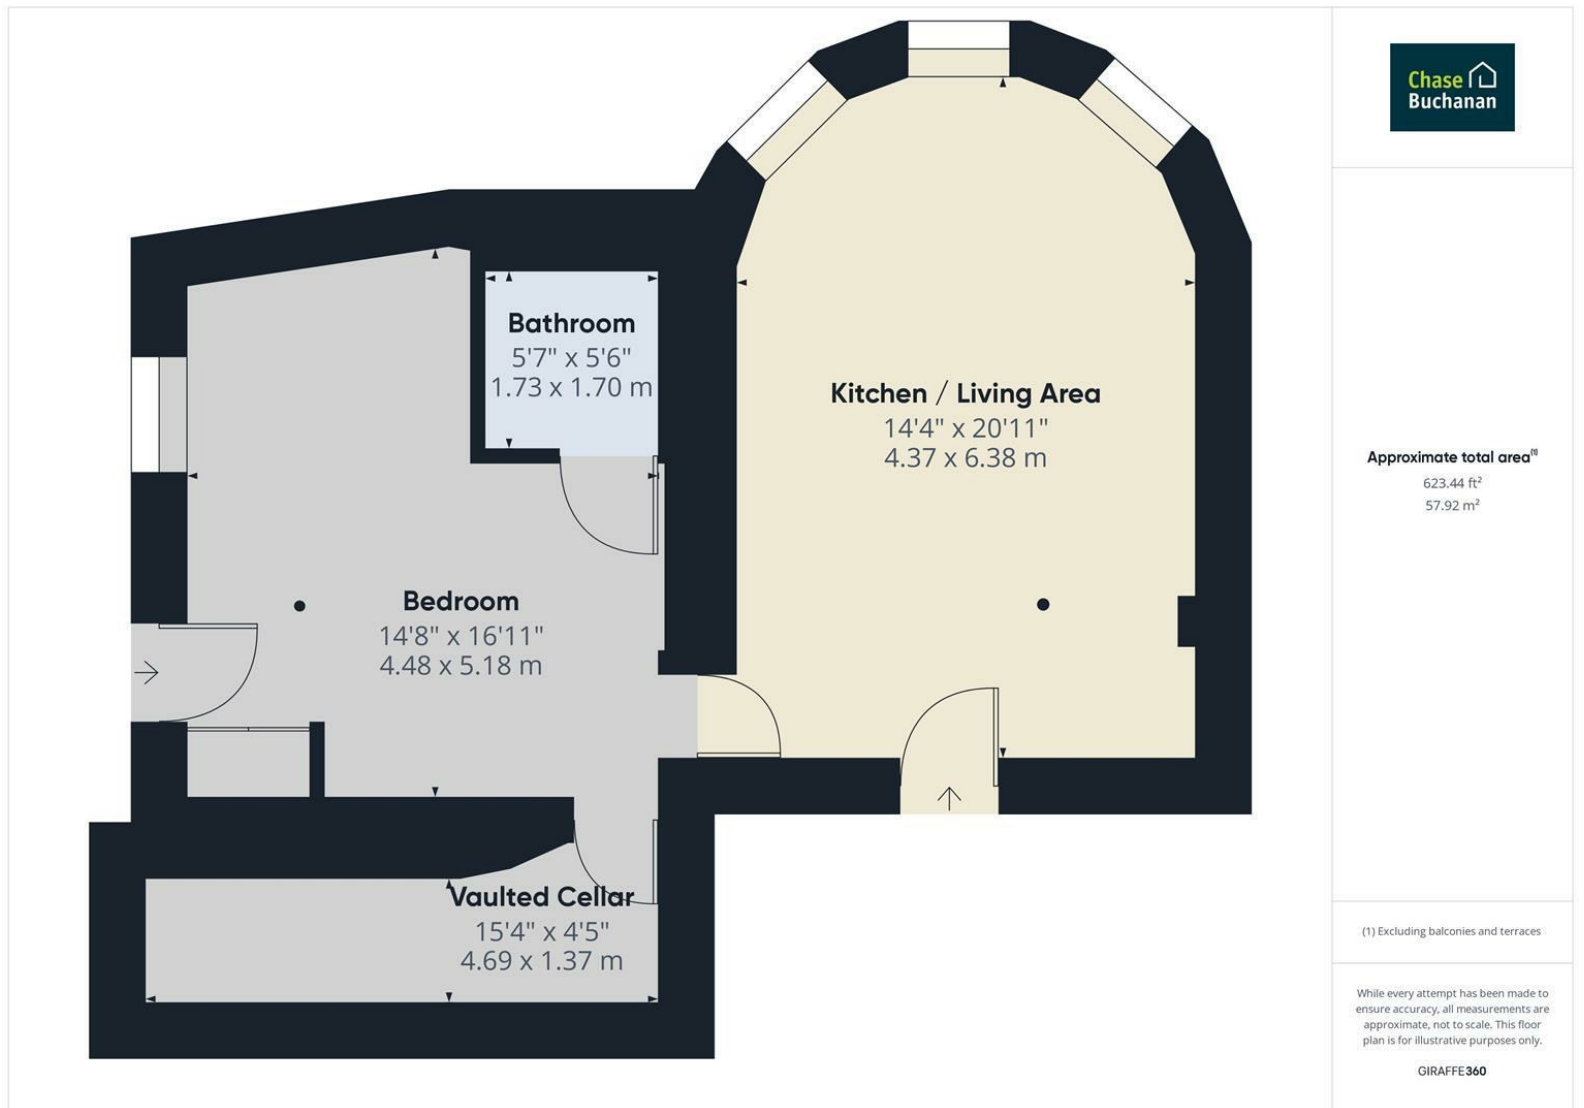 Chase
Buchanan
Bathroom
5'7" x 5'6"
1.73 x 1.70 m
Kitchen / Living Area
14'4" x 20'11"
4.37 x 6.38 m
Bedroom
14'8" x 16'11"
4.48 x 5.18 m
Vaulted Cellar
15'4" x 4'5"
4.69 x 1.37 m
Approximate total area⁽¹⁾
623.44 ft²
57.92 m²
(1) Excluding balconies and terraces
While every attempt has been made to
ensure accuracy, all measurements are
approximate, not to scale. This floor
plan is for illustrative purposes only.
GIRAFFE360